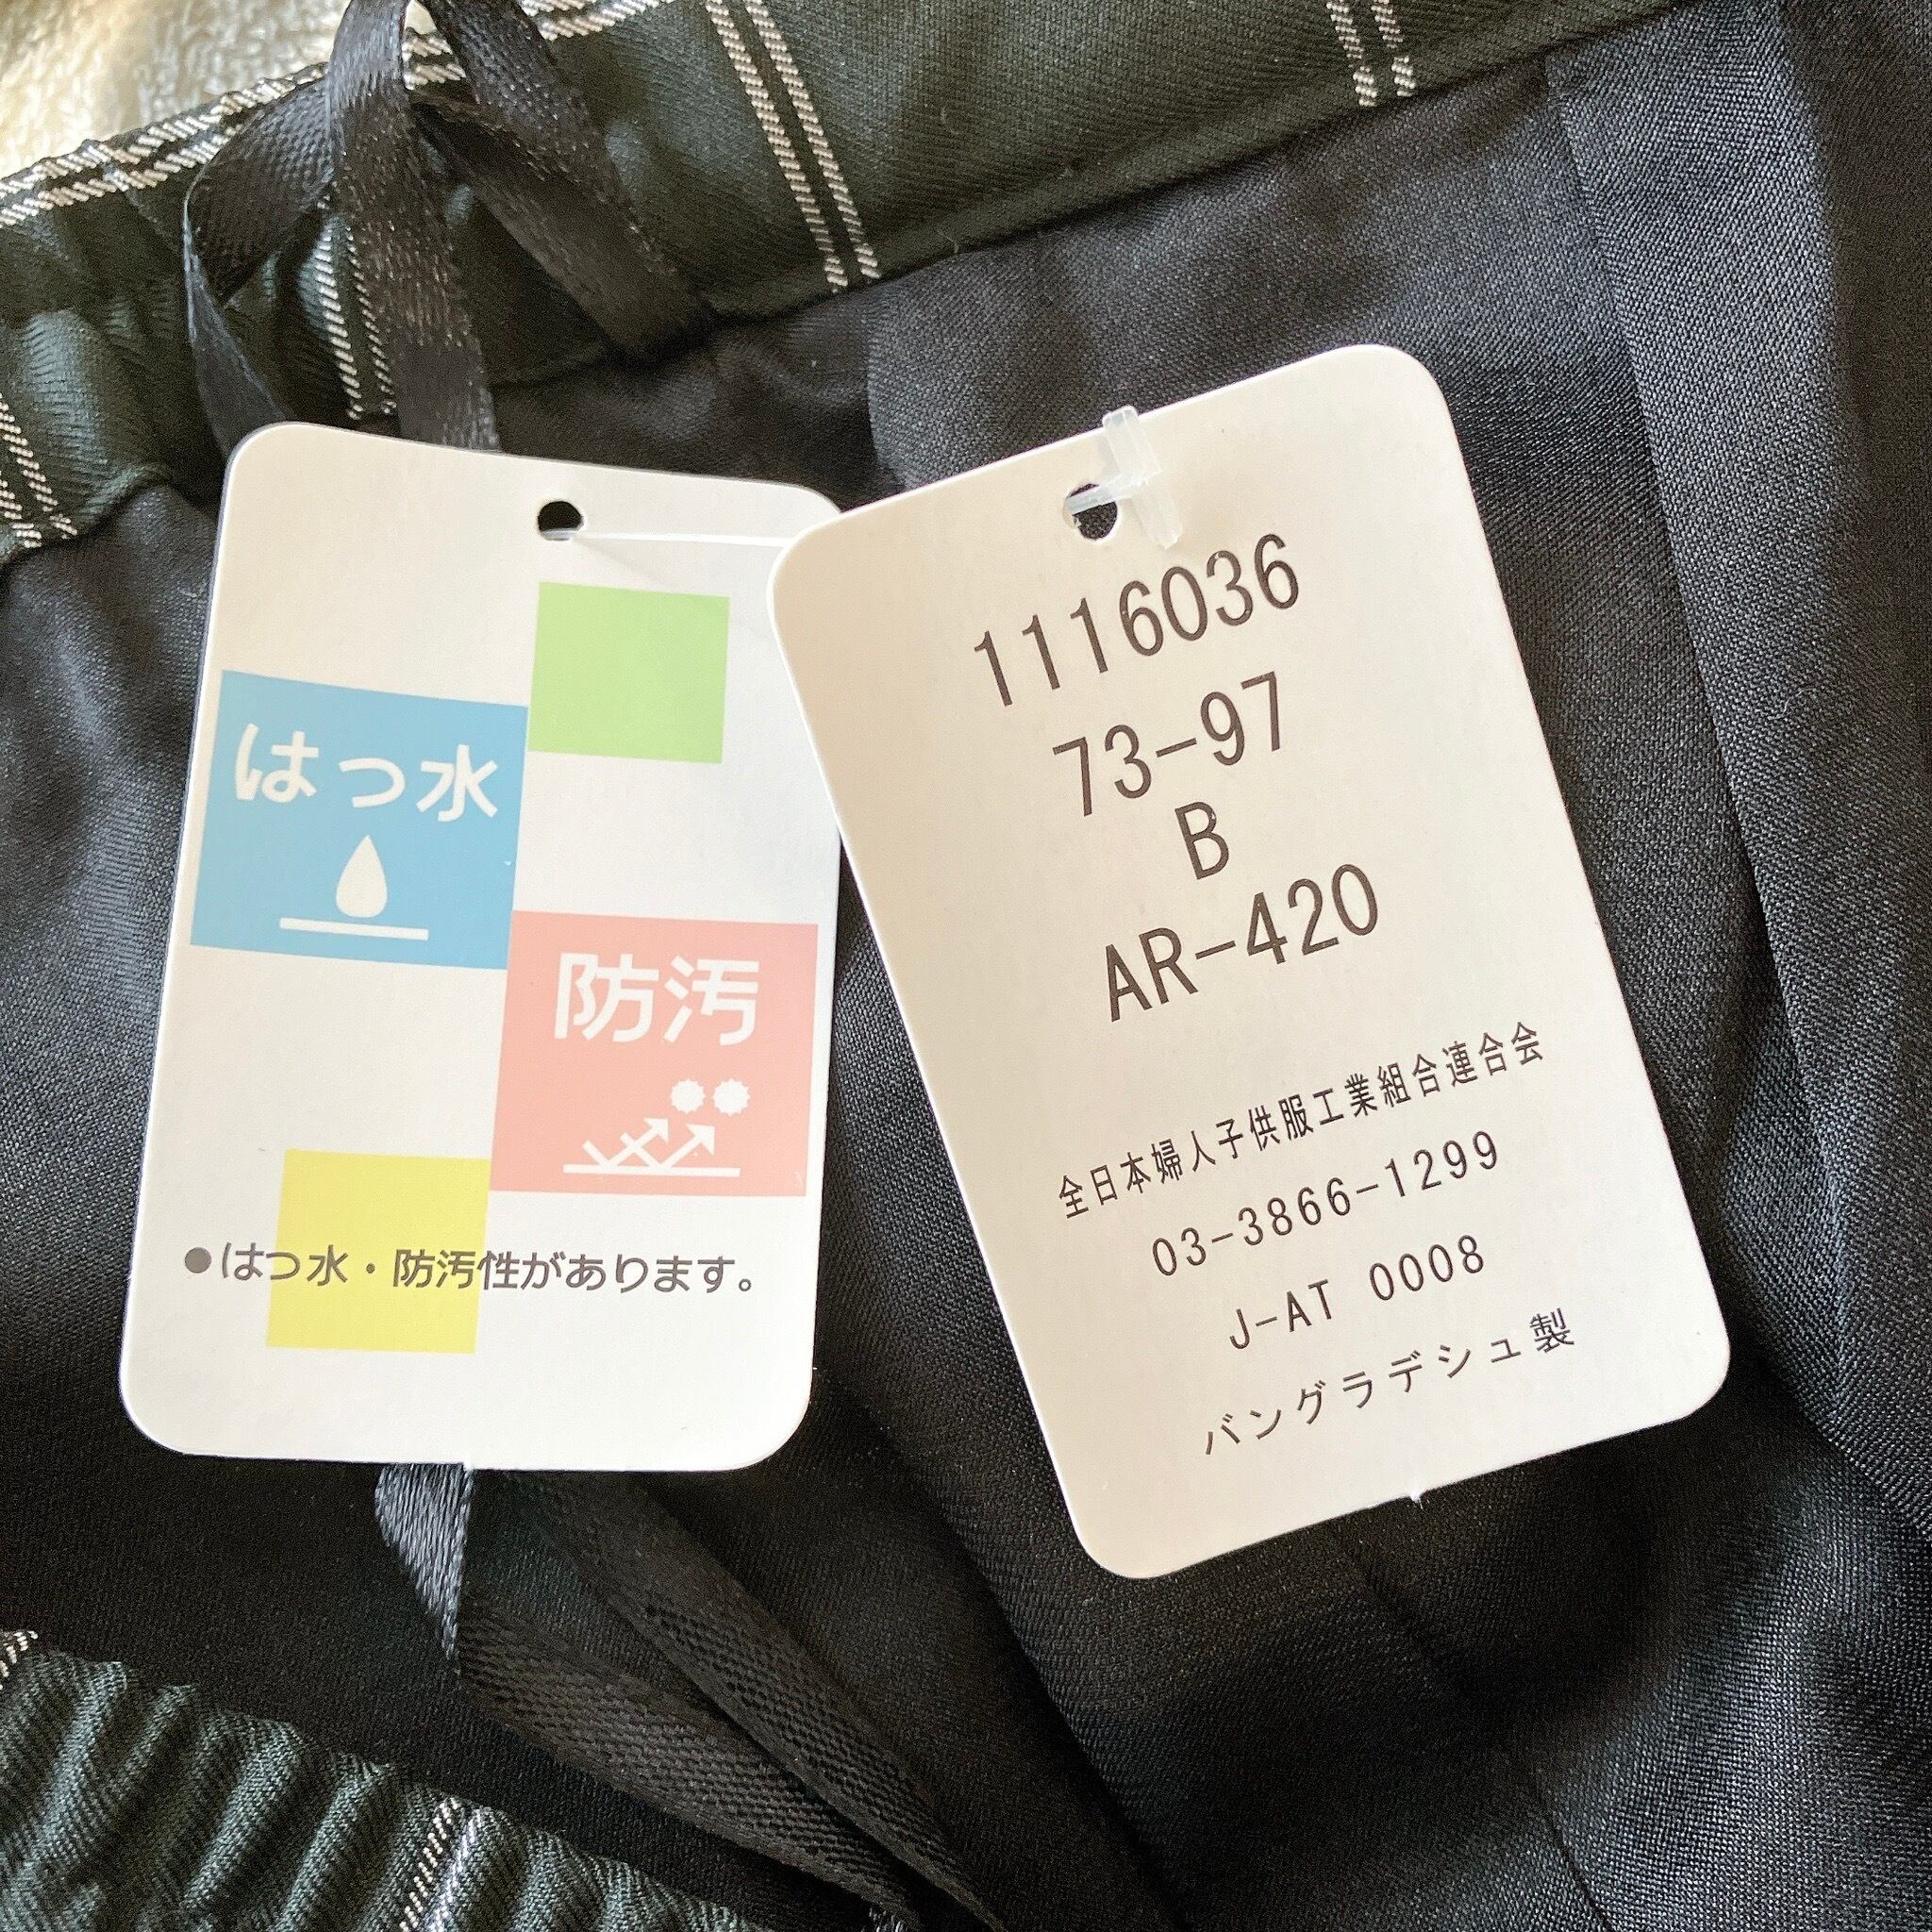 はっ水
防汚
●はっ水・防汚性があります。
1116036
73-97
B
AR-420
全日本婦人子供服工業組合連合会
03-3866-1299
J-AT 0008
バングラデシュ製